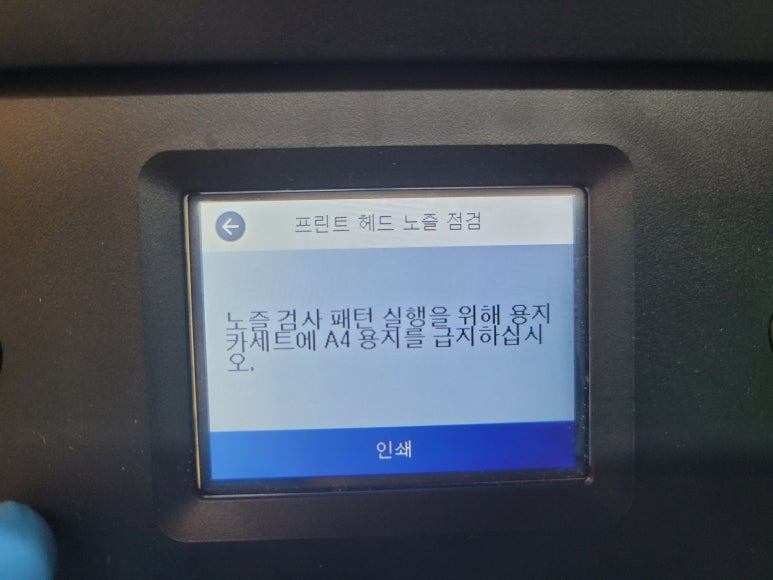 프린트 헤드 노즐 점검
노즐 검사 패턴 실행을 위해 용지
카세트에 A4 용지를 급지하십시
오.
인쇄